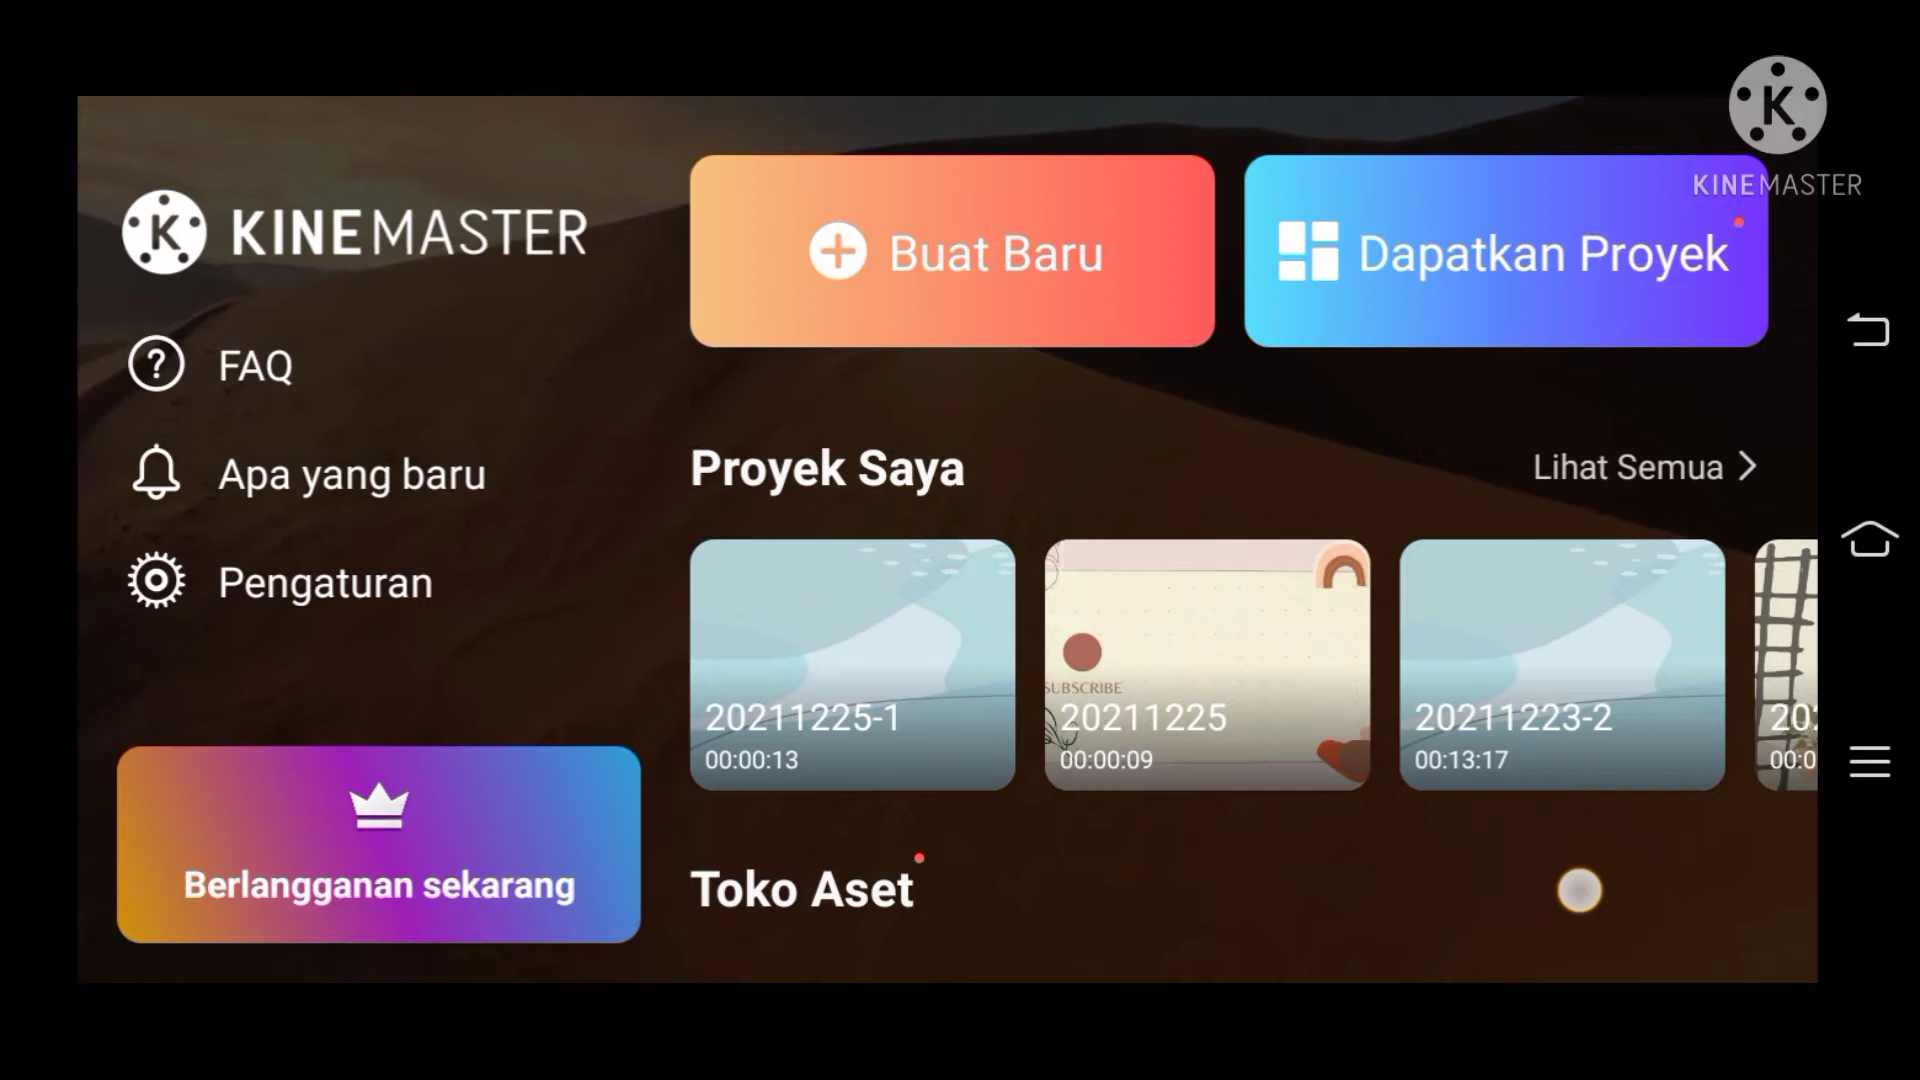 KINEMASTER
KINEMASTER
FAQ
Apa yang baru
Pengaturan
Berlangganan sekarang
Buat Baru
Dapatkan Proyek
Proyek Saya
Lihat Semua
20211225-1
00:00:13
SUBSCRIBE
20211225
00:00:09
20211223-2
00:13:17
Toko Aset